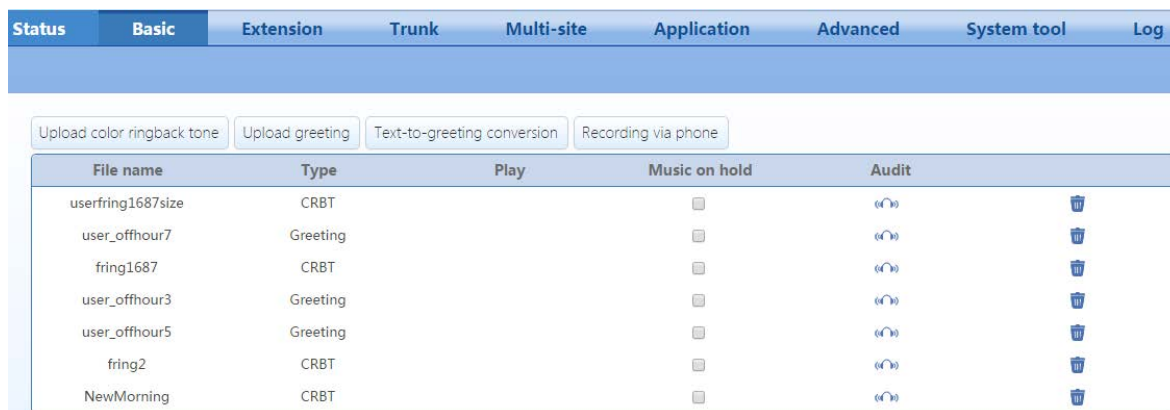 Status Basic Extension Trunk Multi-site Application Advanced System tool Log
Upload color ringback tone Upload greeting Text-to-greeting conversion Recording via phone
File name Type Play Music on hold Audit
userfring1687size CRBT
user_offhour7 Greeting
fring1687 CRBT
user_offhour3 Greeting
user_offhour5 Greeting
fring2 CRBT
NewMorning CRBT